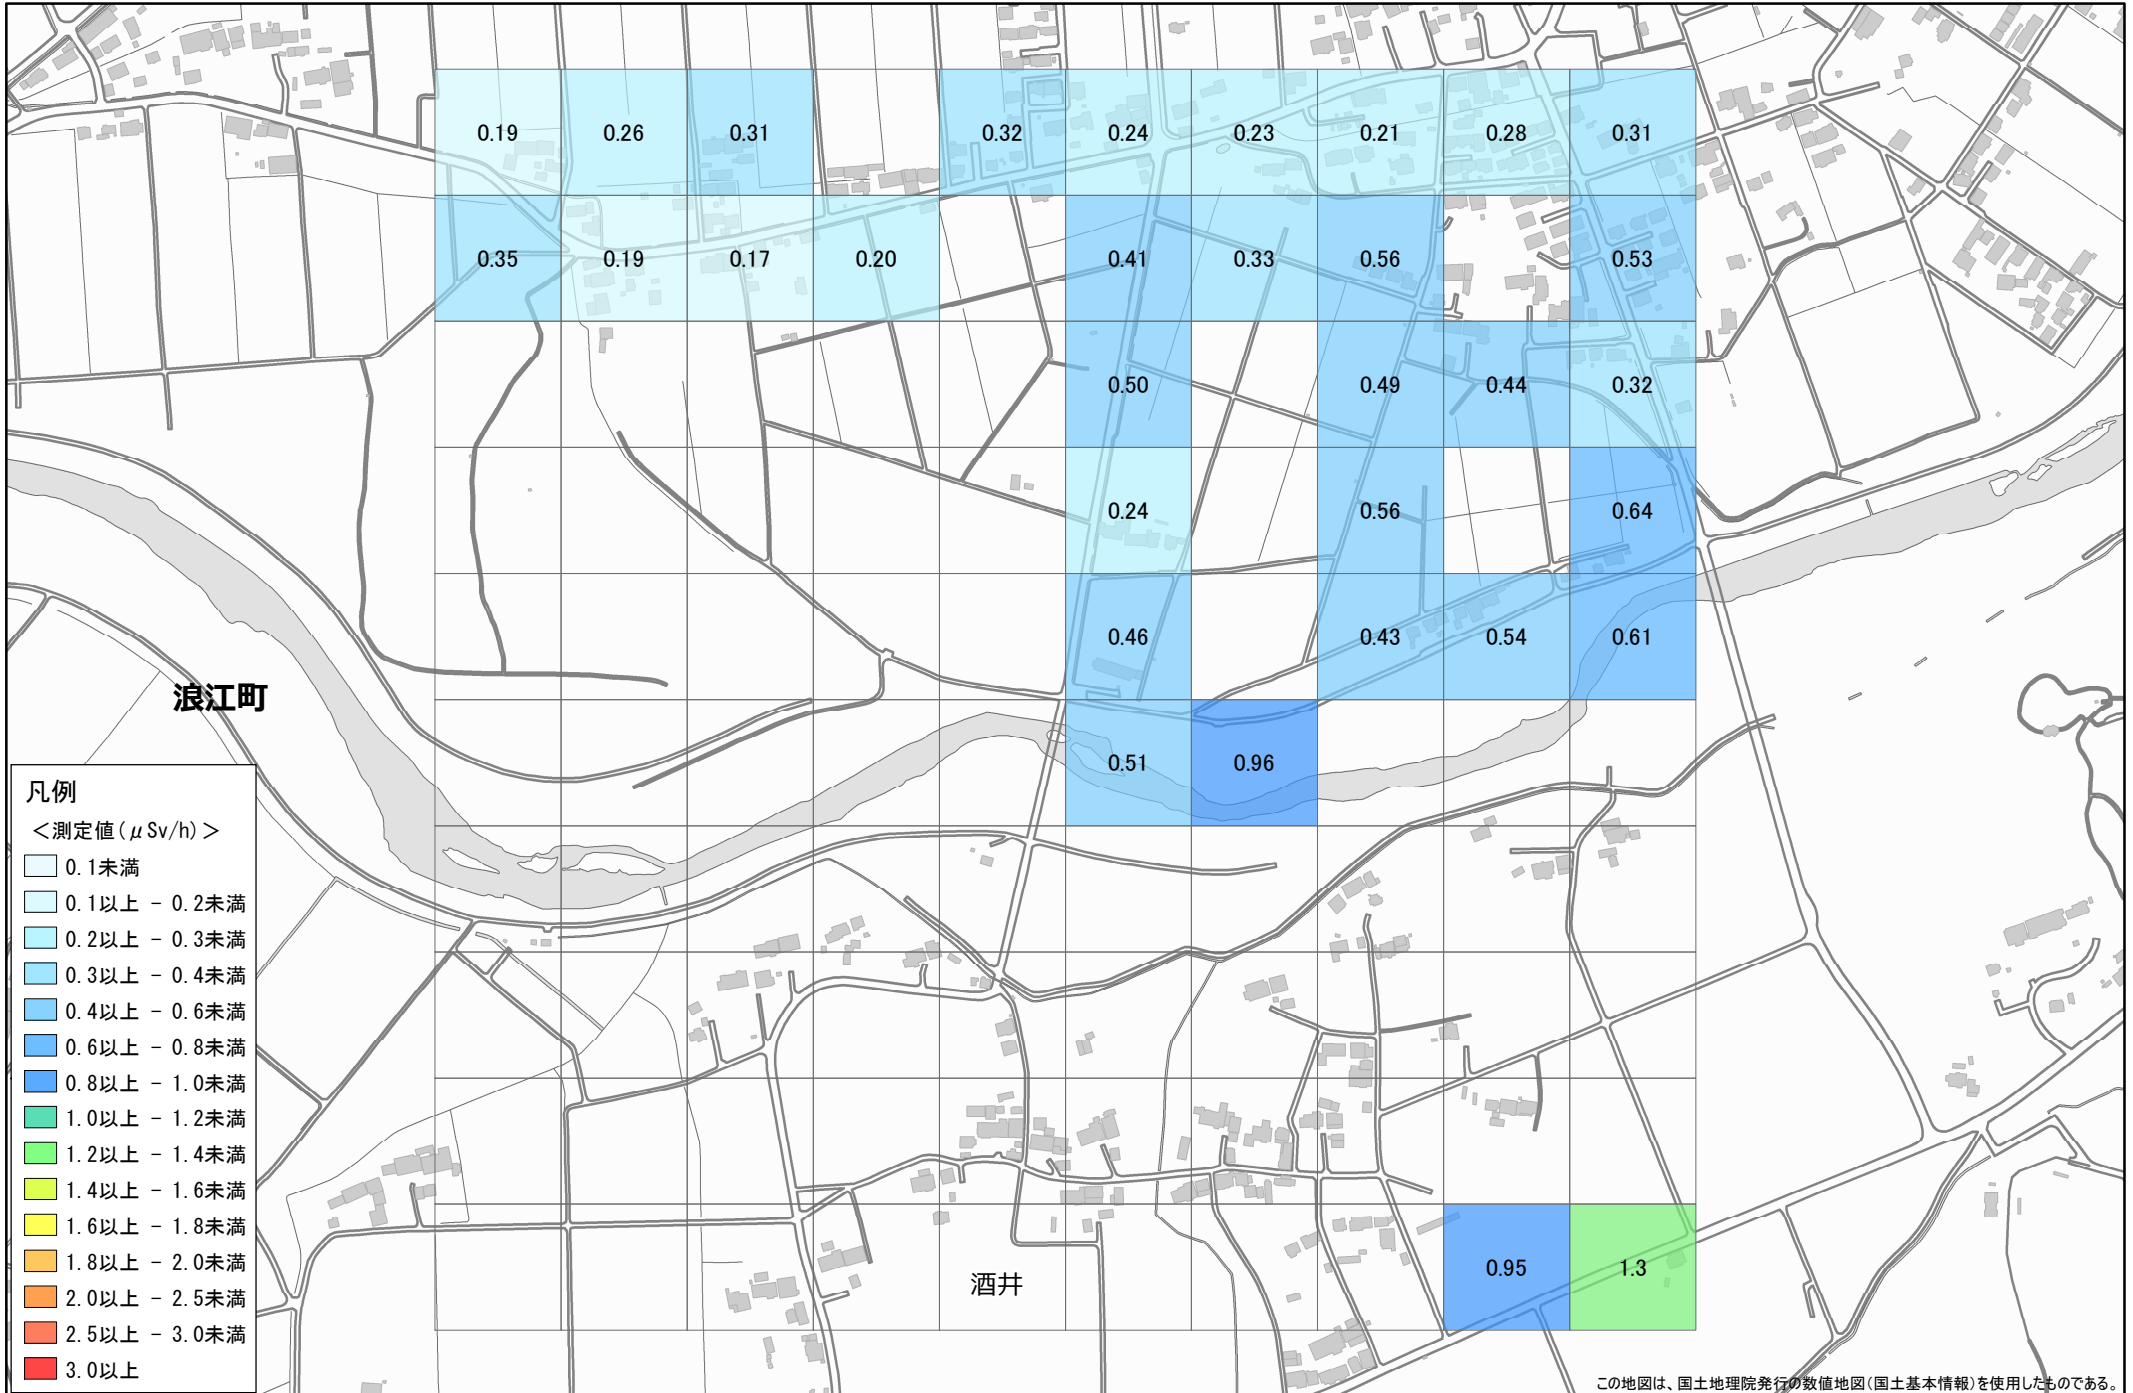 0.19 0.26 0.31 0.32 0.24 0.23 0.21 0.28 0.31
0.35 0.19 0.17 0.20 0.41 0.33 0.56 0.53
0.50 0.49 0.44 0.32
0.24 0.56 0.64
0.46 0.43 0.54 0.61
浪江町
0.51 0.96
凡例
<測定値(μSv/h)>
0.1未満
0.1以上 - 0.2未満
0.2以上 - 0.3未満
0.3以上 - 0.4未満
0.4以上 - 0.6未満
0.6以上 - 0.8未満
0.8以上 - 1.0未満
1.0以上 - 1.2未満
1.2以上 - 1.4未満
1.4以上 - 1.6未満
1.6以上 - 1.8未満
1.8以上 - 2.0未満
2.0以上 - 2.5未満
2.5以上 - 3.0未満
3.0以上
0.95 1.3
酒井
この地図は、国土地理院発行の数値地図(国土基本情報)を使用したものである。